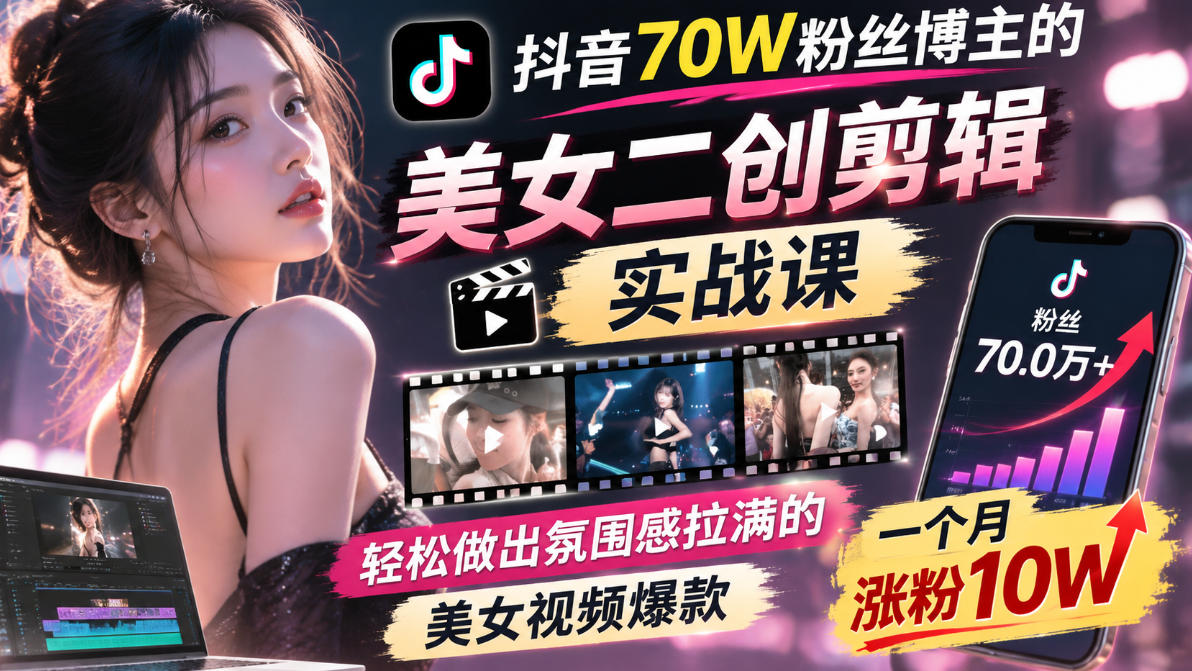 抖音70W粉丝博主的
美女二创剪辑
实战课
粉丝
70.0万+
轻松做出氛围感拉满的
美女视频爆款
一个月
涨粉10W